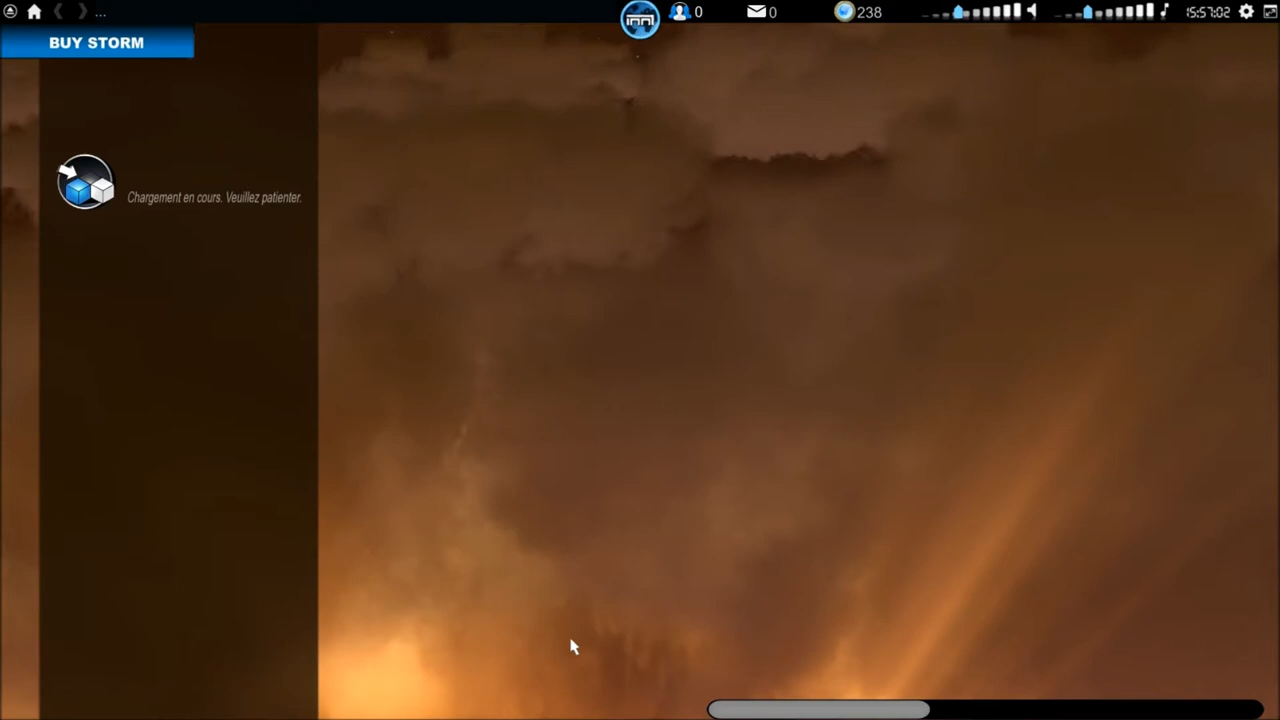 ...
0
0
238
15:57:02
BUY STORM
Chargement en cours. Veuillez patienter.